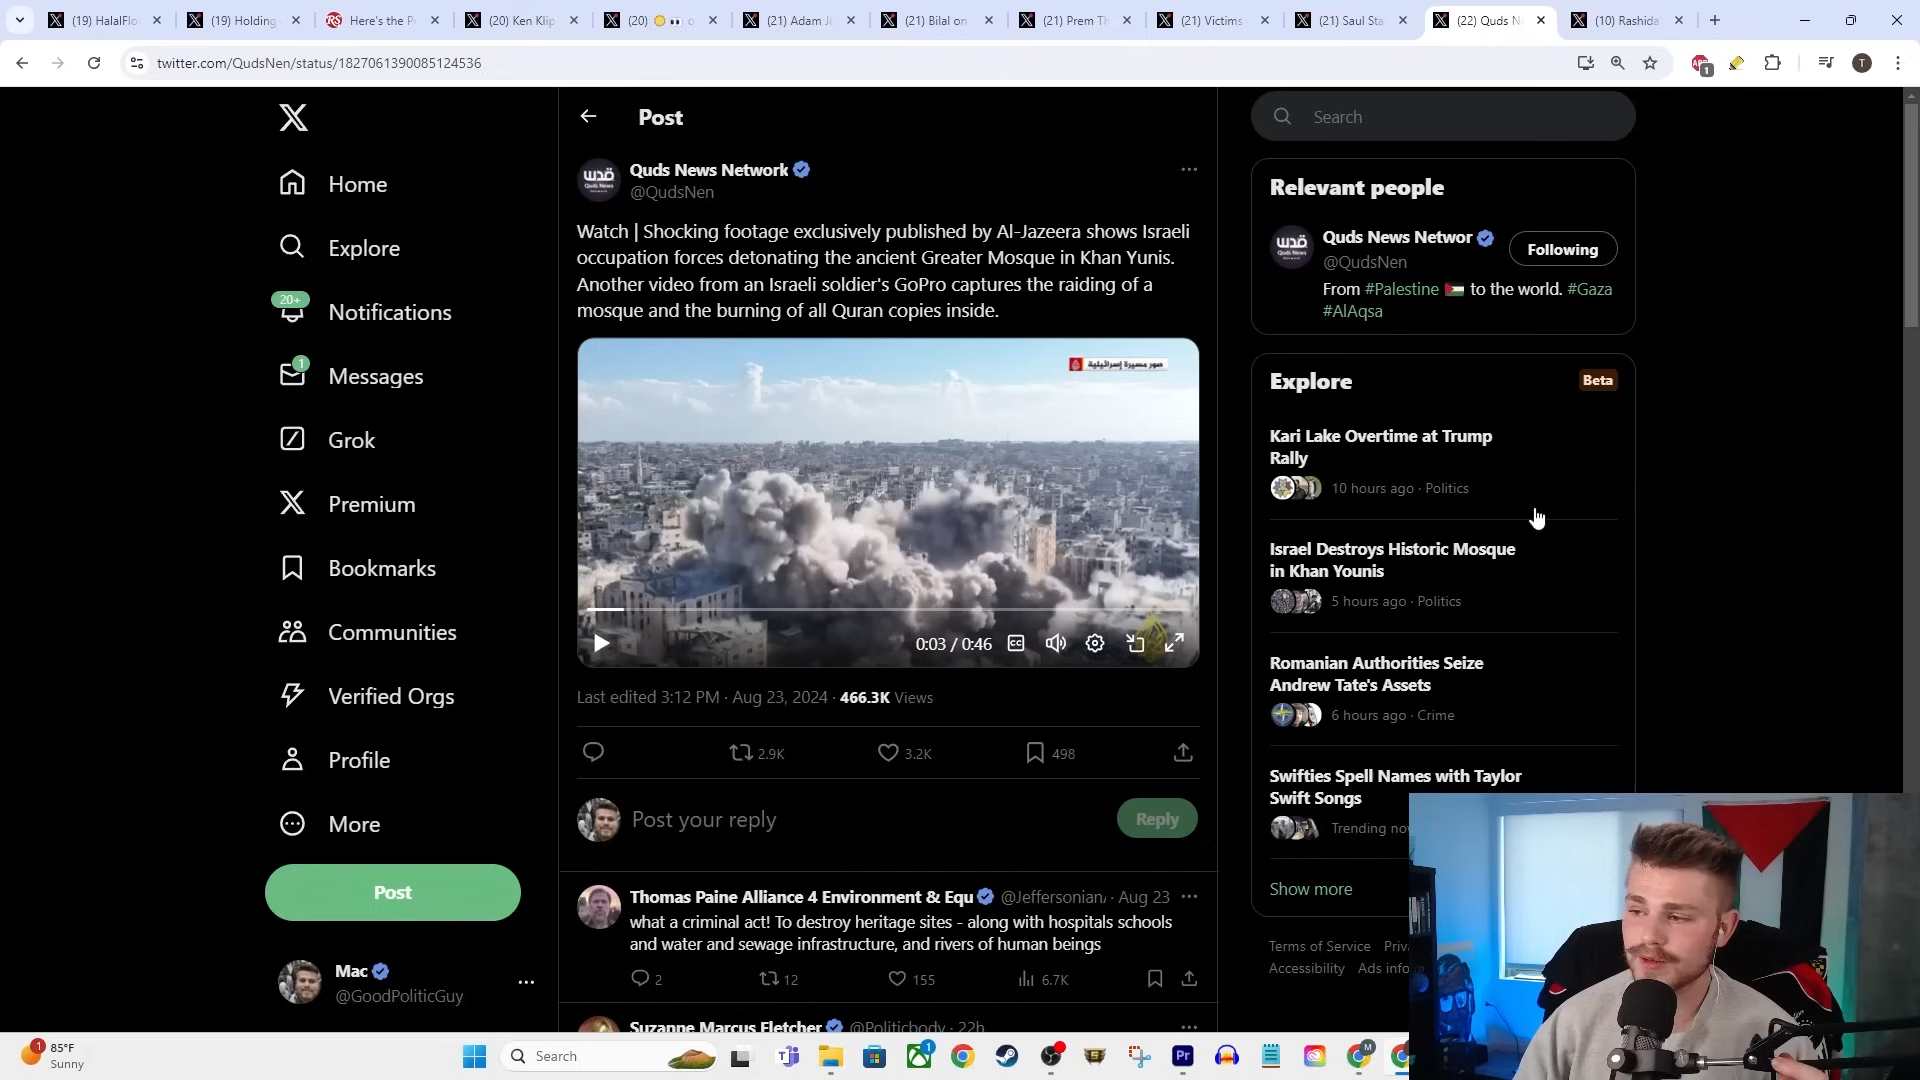 (19) HalalFlo
(19) Holding
Here's the P
(20) Ken Klip
(20)
(21) Adam J
(21) Bilal on
(21) Prem Th
(21) Victims
(21) Saul Sta
(22) Quds N
(10) Rashida
twitter.com/QudsNen/status/1827061390085124536
Home
Explore
20+
Notifications
1
Messages
Grok
Premium
Bookmarks
Communities
Verified Orgs
Profile
More
Post
Mac
@GoodPoliticGuy
Post
Quds News Network
@QudsNen
Watch | Shocking footage exclusively published by Al-Jazeera shows Israeli
occupation forces detonating the ancient Greater Mosque in Khan Yunis.
Another video from an Israeli soldier's GoPro captures the raiding of a
mosque and the burning of all Quran copies inside.
صور مسيرة إسرائيلية
0:03 / 0:46
Last edited 3:12 PM · Aug 23, 2024 · 466.3K Views
2.9K 3.2K 498
Post your reply
Reply
Thomas Paine Alliance 4 Environment & Equ @Jeffersonian/ · Aug 23
what a criminal act! To destroy heritage sites - along with hospitals schools
and water and sewage infrastructure, and rivers of human beings
2 12 155 6.7K
Suzanne Marcus Fletcher @Politicbody · 22h
Search
Relevant people
Quds News Networ
@QudsNen
Following
From #Palestine to the world. #Gaza
#AlAqsa
Explore
Beta
Kari Lake Overtime at Trump
Rally
10 hours ago · Politics
Israel Destroys Historic Mosque
in Khan Younis
5 hours ago · Politics
Romanian Authorities Seize
Andrew Tate's Assets
6 hours ago · Crime
Swifties Spell Names with Taylor
Swift Songs
Trending no
Show more
Terms of Service Priv
Accessibility Ads info
85°F
Sunny
Search